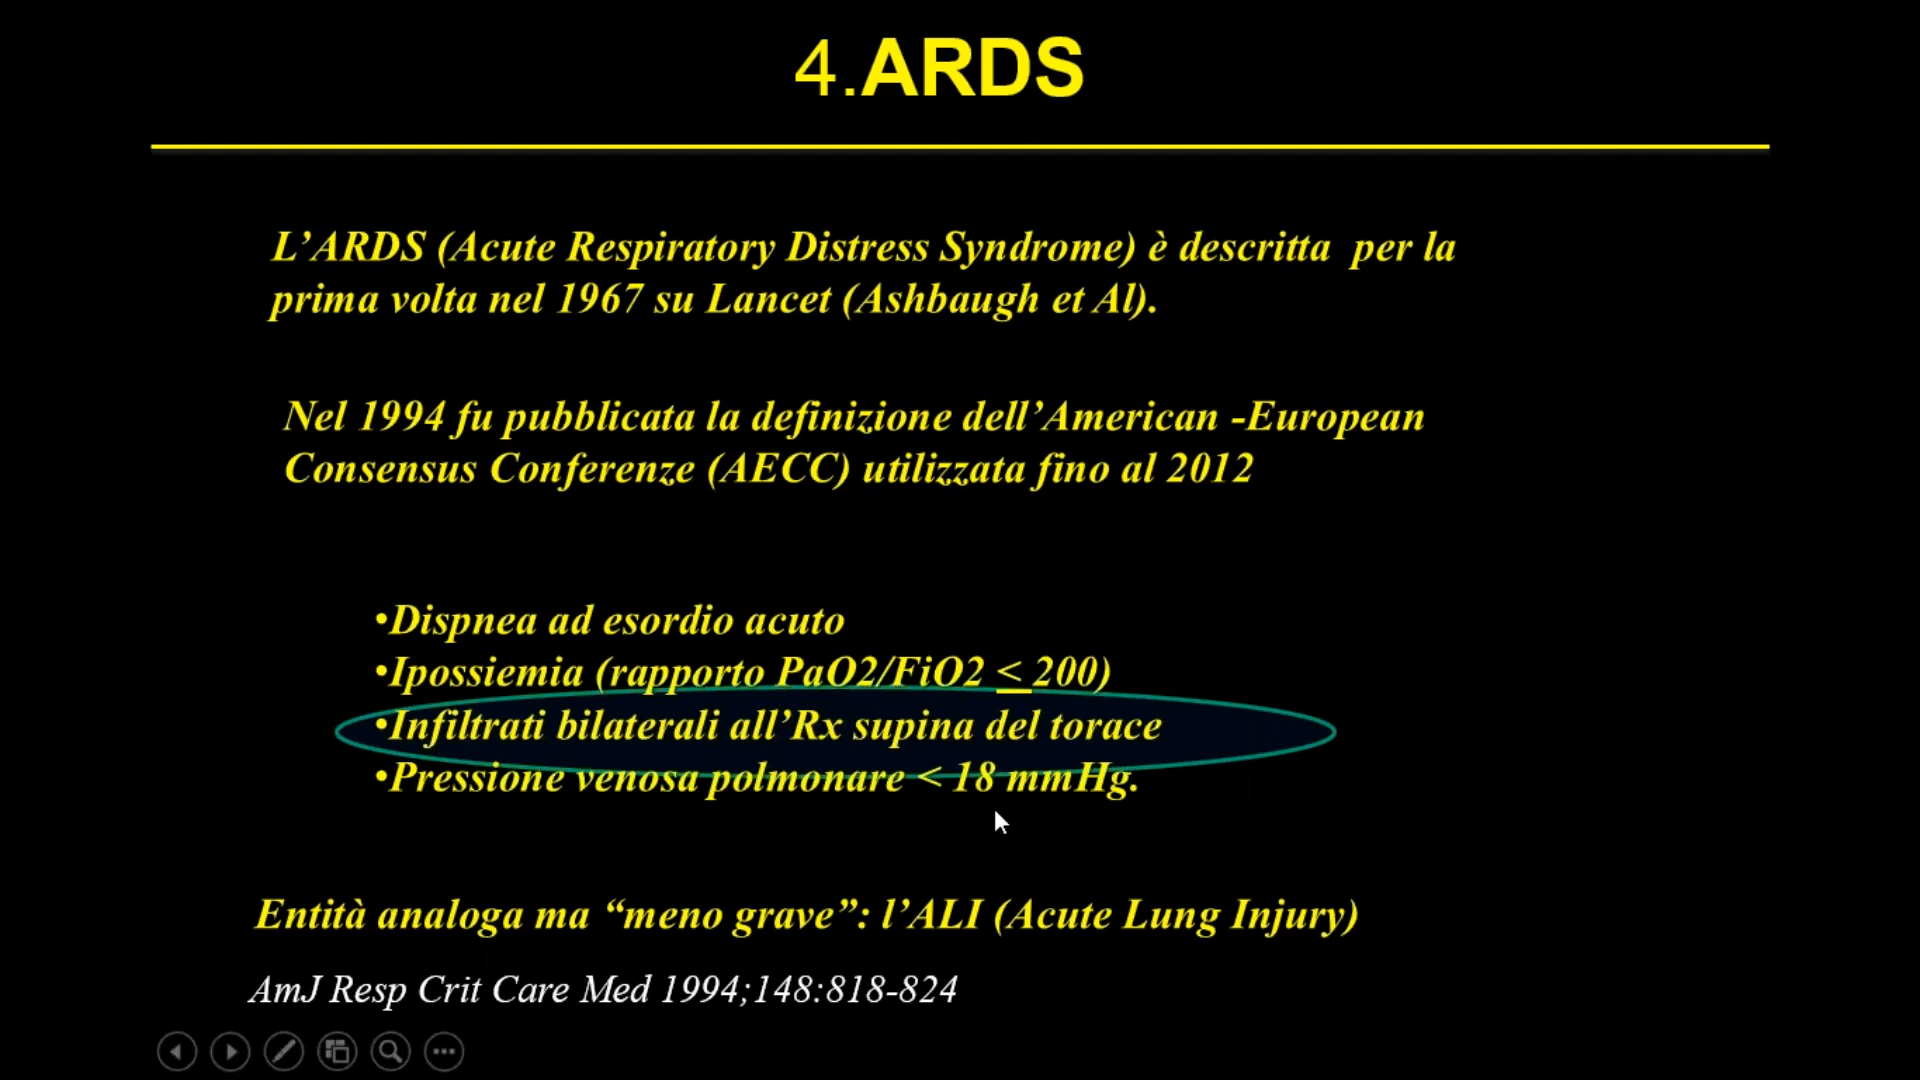 4.ARDS
L’ARDS (Acute Respiratory Distress Syndrome) è descritta per la
prima volta nel 1967 su Lancet (Ashbaugh et Al).
Nel 1994 fu pubblicata la definizione dell’American -European
Consensus Conferenze (AECC) utilizzata fino al 2012
•Dispnea ad esordio acuto
•Ipossiemia (rapporto PaO2/FiO2 < 200)
•Infiltrati bilaterali all’Rx supina del torace
•Pressione venosa polmonare < 18 mmHg.
Entità analoga ma “meno grave”: l’ALI (Acute Lung Injury)
AmJ Resp Crit Care Med 1994;148:818-824